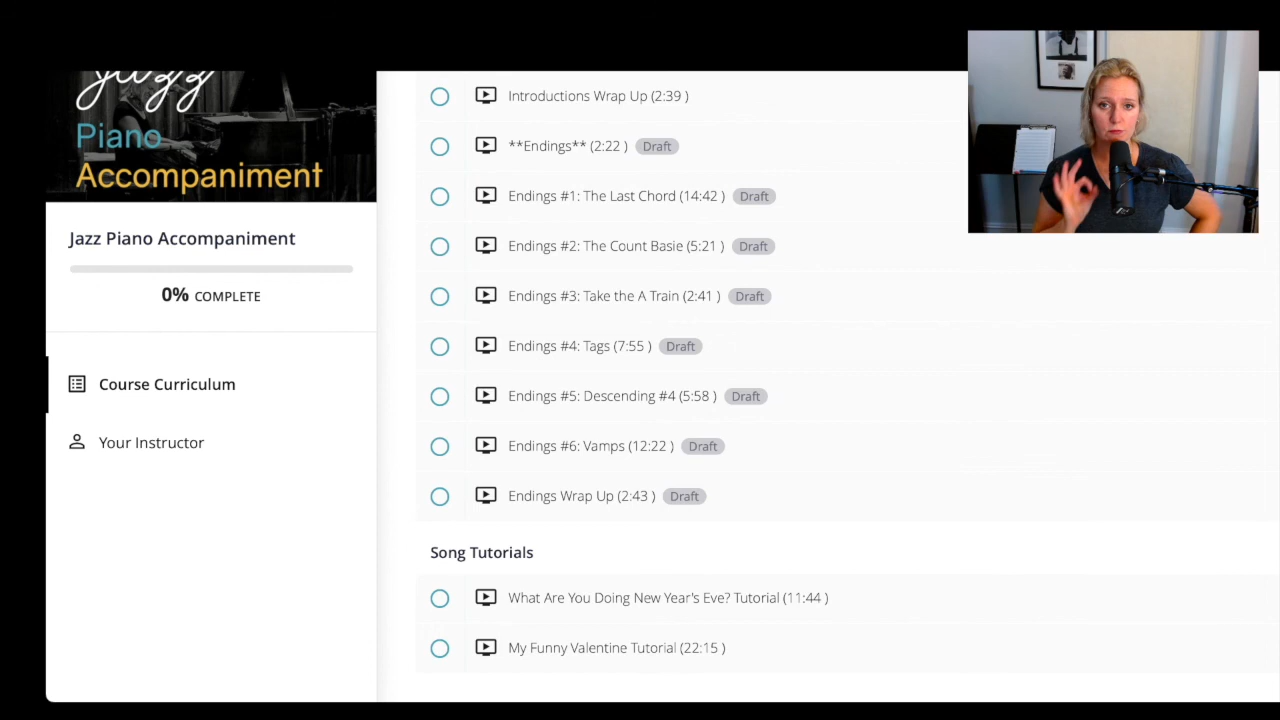 Jazz
Piano
Accompaniment
Jazz Piano Accompaniment
0% COMPLETE
Course Curriculum
Your Instructor
Introductions Wrap Up (2:39 )
**Endings** (2:22 ) Draft
Endings #1: The Last Chord (14:42 ) Draft
Endings #2: The Count Basie (5:21 ) Draft
Endings #3: Take the A Train (2:41 ) Draft
Endings #4: Tags (7:55 ) Draft
Endings #5: Descending #4 (5:58 ) Draft
Endings #6: Vamps (12:22 ) Draft
Endings Wrap Up (2:43 ) Draft
Song Tutorials
What Are You Doing New Year's Eve? Tutorial (11:44 )
My Funny Valentine Tutorial (22:15 )